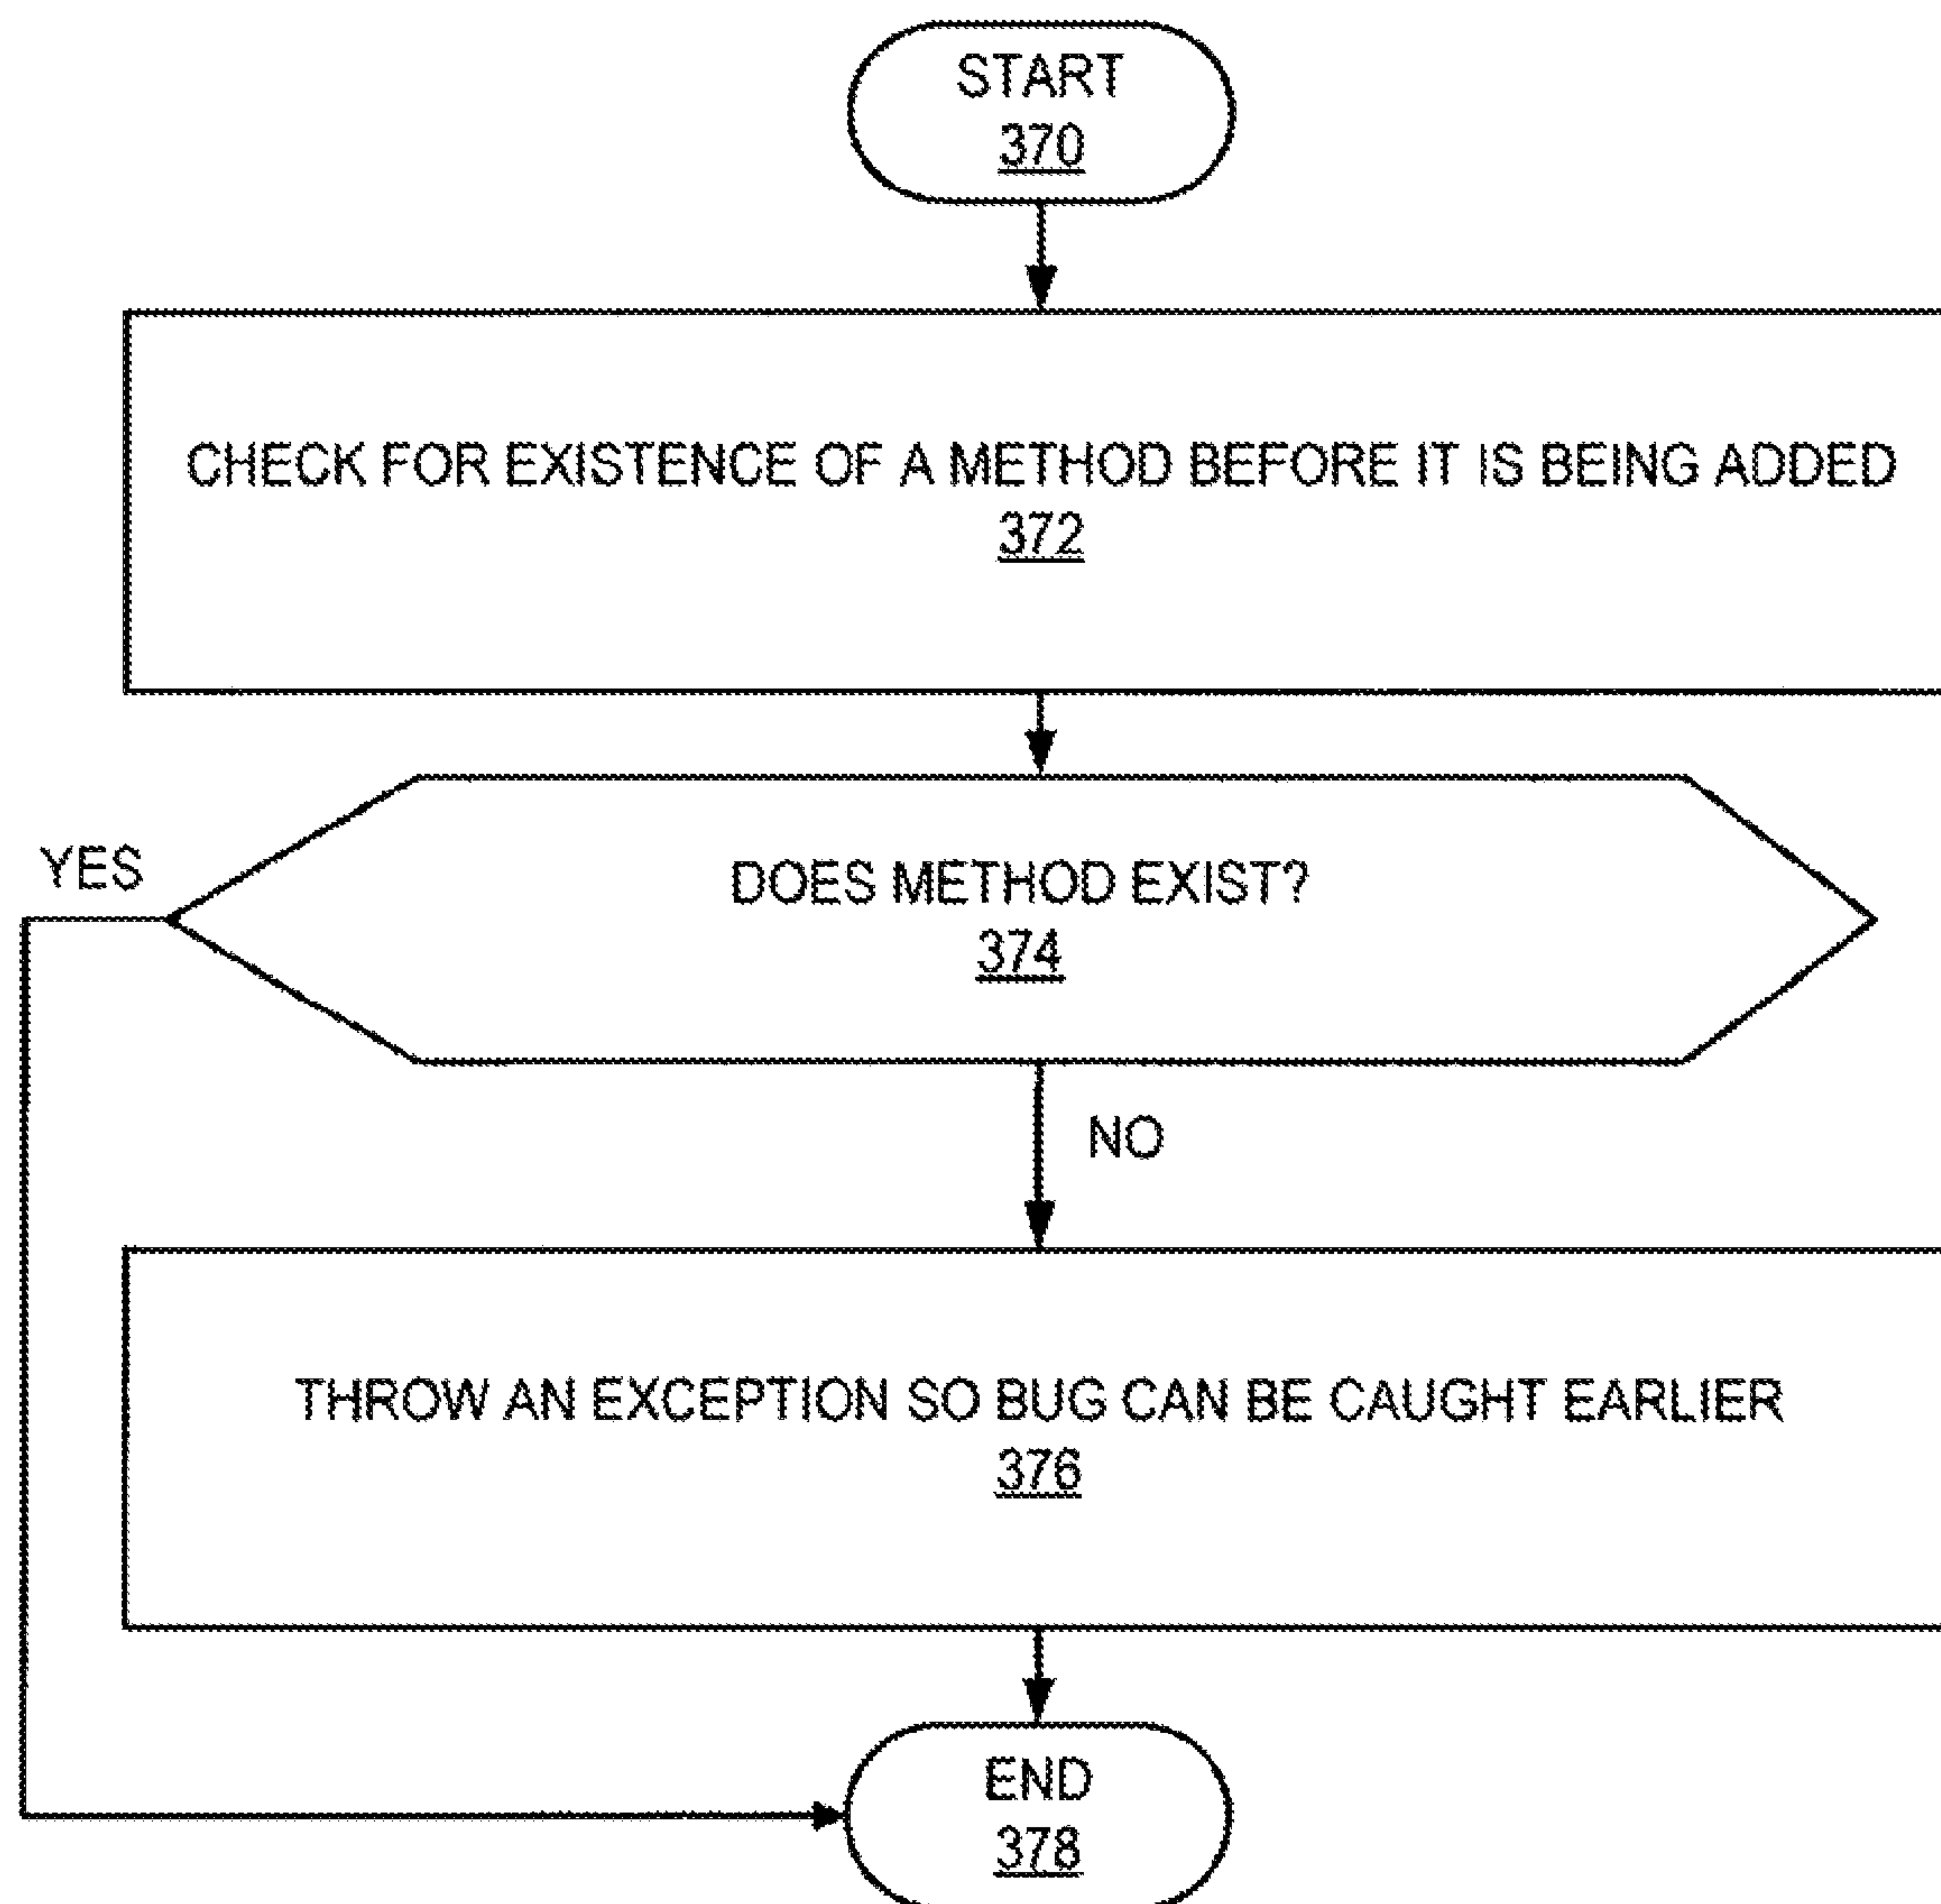 START
370
CHECK FOR EXISTENCE OF A METHOD BEFORE IT IS BEING ADDED
372
YES
DOES METHOD EXIST?
374
NO
THROW AN EXCEPTION SO BUG CAN BE CAUGHT EARLIER
376
END
378